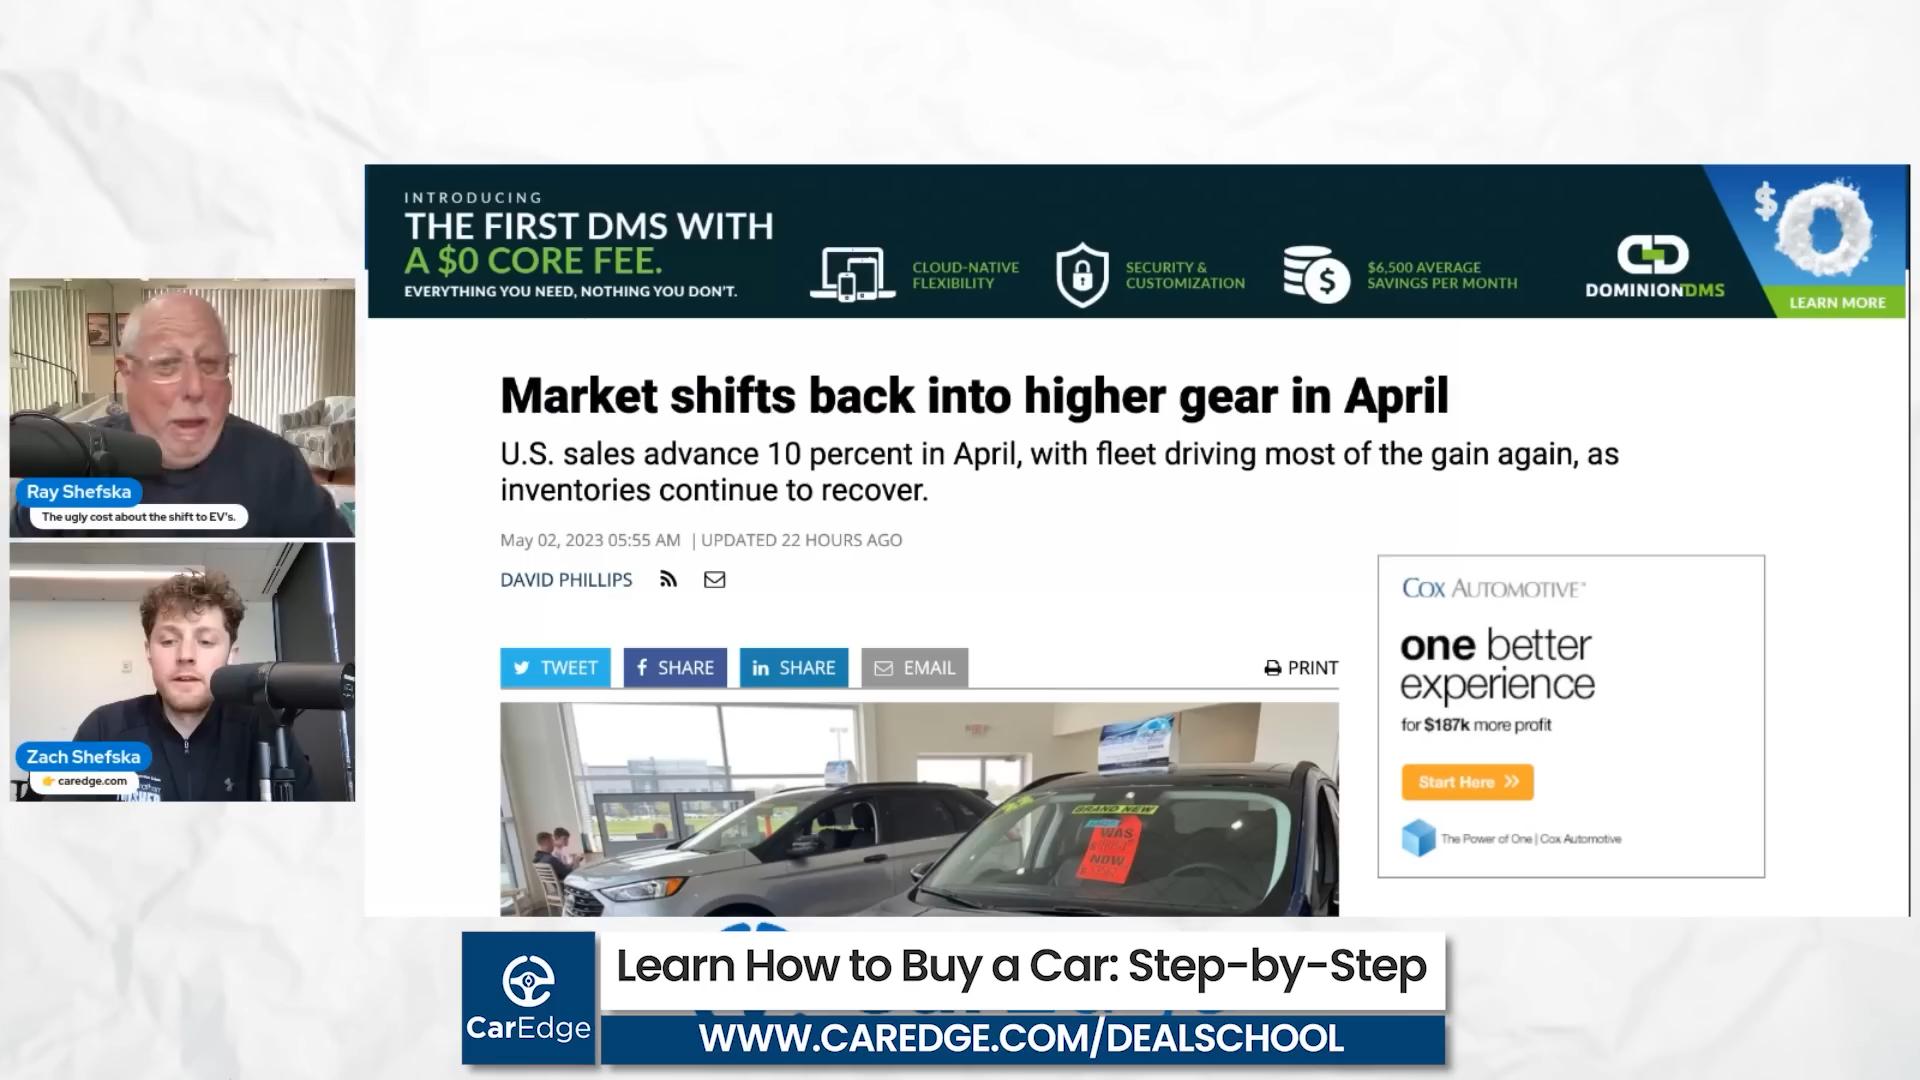 INTRODUCING
THE FIRST DMS WITH
A $0 CORE FEE.
EVERYTHING YOU NEED, NOTHING YOU DON'T.
CLOUD-NATIVE
FLEXIBILITY
SECURITY &
CUSTOMIZATION
$6,500 AVERAGE
SAVINGS PER MONTH
DOMINIONDMS
$0
LEARN MORE
Ray Shefska
The ugly cost about the shift to EV's.
Zach Shefska
👉 caredge.com
Market shifts back into higher gear in April
U.S. sales advance 10 percent in April, with fleet driving most of the gain again, as
inventories continue to recover.
May 02, 2023 05:55 AM | UPDATED 22 HOURS AGO
DAVID PHILLIPS
TWEET
SHARE
SHARE
EMAIL
PRINT
COX AUTOMOTIVE™
one better
experience
for $187k more profit
Start Here »
The Power of One | Cox Automotive
BRAND NEW
WAS
NOW
CarEdge
Learn How to Buy a Car: Step-by-Step
WWW.CAREDGE.COM/DEALSCHOOL